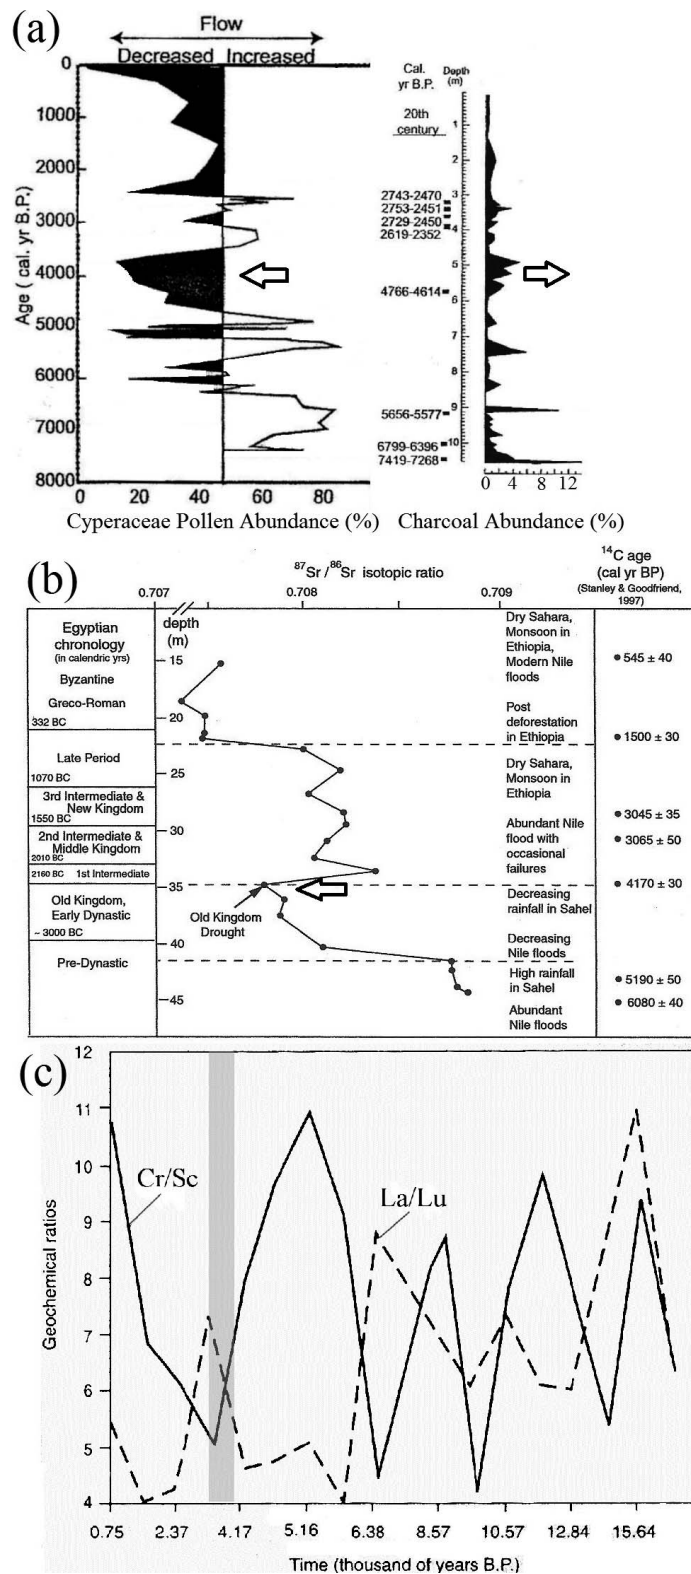 (a)
Flow
Decreased Increased
Cal.
yr B.P.
Depth
(m)
0
1000
2000
3000
4000
5000
6000
7000
8000
Age ( cal. yr B.P.)
20th
century
2743-2470
2753-2451
2729-2450
2619-2352
4766-4614
5656-5577
6799-6396
7419-7268
1
2
3
4
5
6
7
8
9
10
0 20 40 60 80
0 4 8 12
Cyperaceae Pollen Abundance (%) Charcoal Abundance (%)
(b)
87Sr /86Sr isotopic ratio
14C age
(cal yr BP)
(Stanley & Goodfriend,
1997)
0.707 0.708 0.709
Egyptian
chronology
(in calendric yrs)
Byzantine
Greco-Roman
332 BC
Late Period
1070 BC
3rd Intermediate &
New Kingdom
1550 BC
2nd Intermediate &
Middle Kingdom
2010 BC
2160 BC 1st Intermediate
Old Kingdom,
Early Dynastic
~ 3000 BC
Pre-Dynastic
depth
(m)
15
20
25
30
35
40
45
Old Kingdom
Drought
Dry Sahara,
Monsoon in
Ethiopia,
Modern Nile
floods
Post
deforestation
in Ethiopia
Dry Sahara,
Monsoon in
Ethiopia
Abundant Nile
flood with
occasional
failures
Decreasing
rainfall in Sahel
Decreasing
Nile floods
High rainfall
in Sahel
Abundant
Nile floods
545 ± 40
1500 ± 30
3045 ± 35
3065 ± 50
4170 ± 30
5190 ± 50
6080 ± 40
(c)
12
11
10
9
8
7
6
5
4
Geochemical ratios
Cr/Sc
La/Lu
0.75 2.37 4.17 5.16 6.38 8.57 10.57 12.84 15.64
Time (thousand of years B.P.)